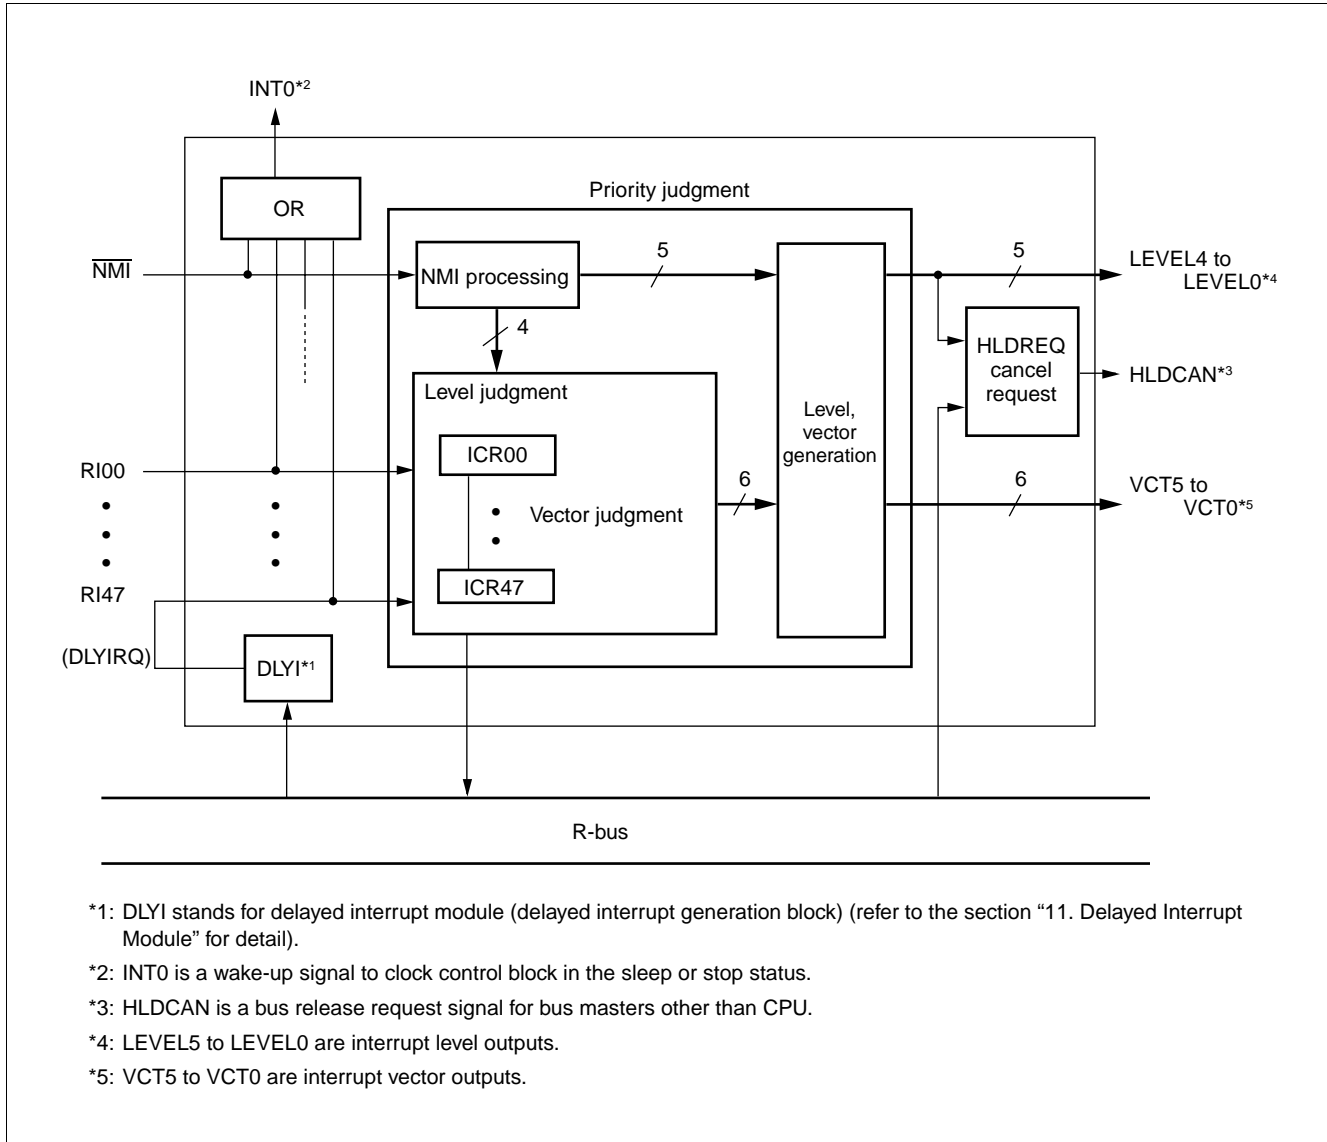 INT0*2
OR
Priority judgment
NMI
NMI processing
5
5
LEVEL4 to
LEVEL0*4
4
HLDREQ
cancel
request
HLDCAN*3
Level judgment
Level,
vector
generation
ICR00
RI00
6
6
VCT5 to
VCT0*5
Vector judgment
ICR47
RI47
(DLYIRQ)
DLYI*1
R-bus
*1: DLYI stands for delayed interrupt module (delayed interrupt generation block) (refer to the section “11. Delayed Interrupt
Module” for detail).
*2: INT0 is a wake-up signal to clock control block in the sleep or stop status.
*3: HLDCAN is a bus release request signal for bus masters other than CPU.
*4: LEVEL5 to LEVEL0 are interrupt level outputs.
*5: VCT5 to VCT0 are interrupt vector outputs.